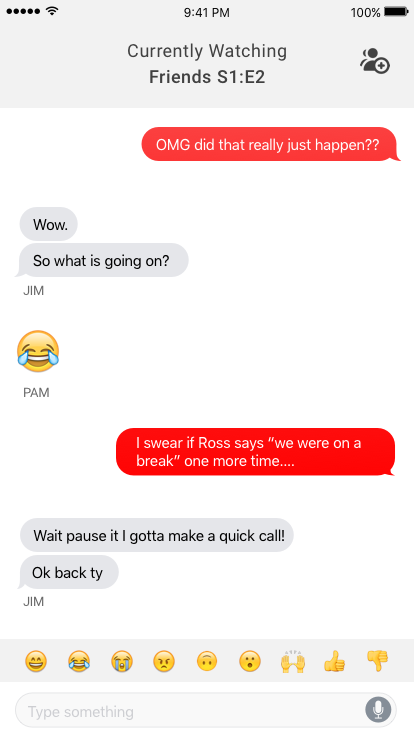 9:41 PM
100%
Currently Watching
Friends S1:E2
OMG did that really just happen??
Wow.
So what is going on?
JIM
😂
PAM
I swear if Ross says “we were on a
break” one more time....
Wait pause it I gotta make a quick call!
Ok back ty
JIM
😄 😂 😭 😠 🙃 😮 🙌 👍 👎
Type something